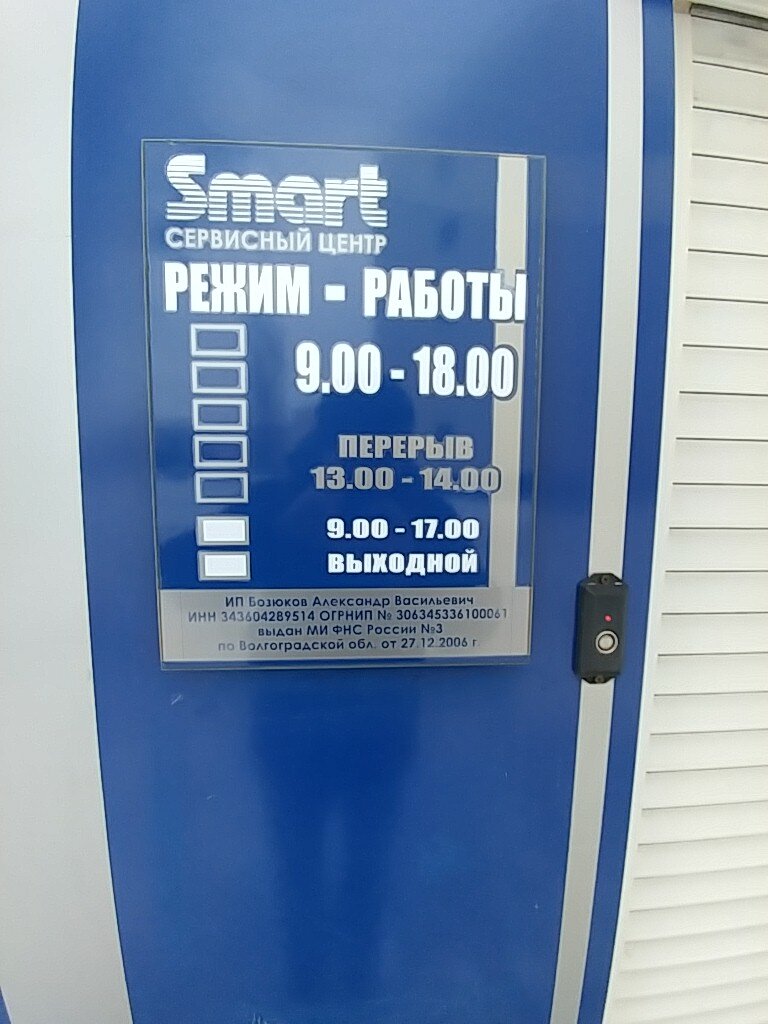 Smart
СЕРВИСНЫЙ ЦЕНТР
РЕЖИМ - РАБОТЫ
9.00 - 18.00
ПЕРЕРЫВ
13.00 - 14.00
9.00 - 17.00
ВЫХОДНОЙ
ИП Бозюков Александр Васильевич
ИНН 343604289514 ОГРНИП № 306345336100061
выдан МИ ФНС России №3
по Волгоградской обл. от 27.12.2006 г.